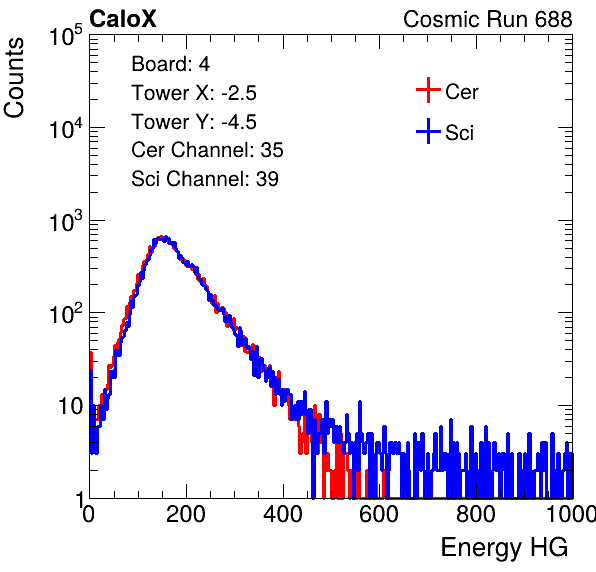 CaloX Cosmic Run 688
Counts
Board: 4
Tower X: -2.5
Tower Y: -4.5
Cer Channel: 35
Sci Channel: 39
Cer
Sci
10^5
10^4
10^3
10^2
10
1
0 200 400 600 800 1000
Energy HG